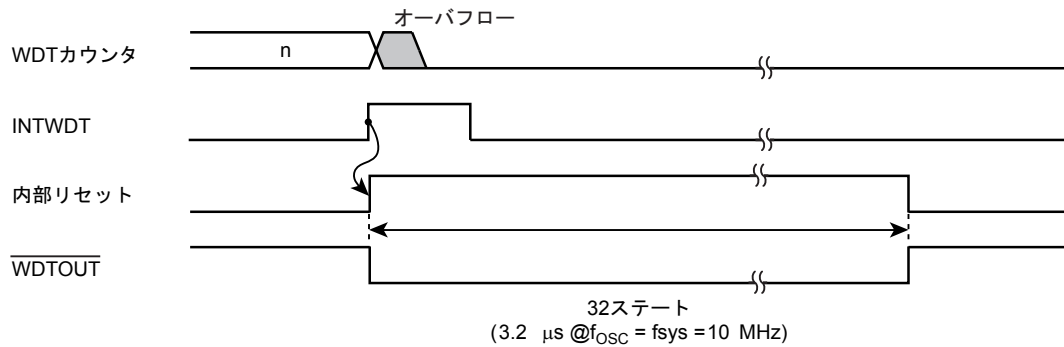 オーバフロー
WDTカウンタ
n
INTWDT
内部リセット
WDTOUT
32ステート
(3.2 μs @fOSC = fsys =10 MHz)